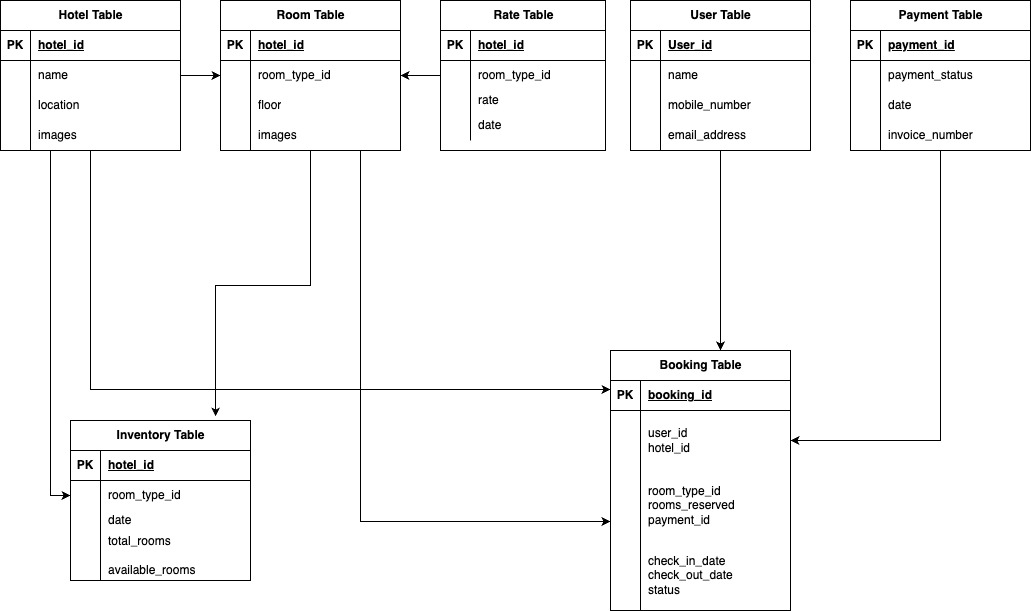 Hotel Table
PK hotel_id
name
location
images
Room Table
PK hotel_id
room_type_id
floor
images
Rate Table
PK hotel_id
room_type_id
rate
date
User Table
PK User_id
name
mobile_number
email_address
Payment Table
PK payment_id
payment_status
date
invoice_number
Inventory Table
PK hotel_id
room_type_id
date
total_rooms
available_rooms
Booking Table
PK booking_id
user_id
hotel_id
room_type_id
rooms_reserved
payment_id
check_in_date
check_out_date
status